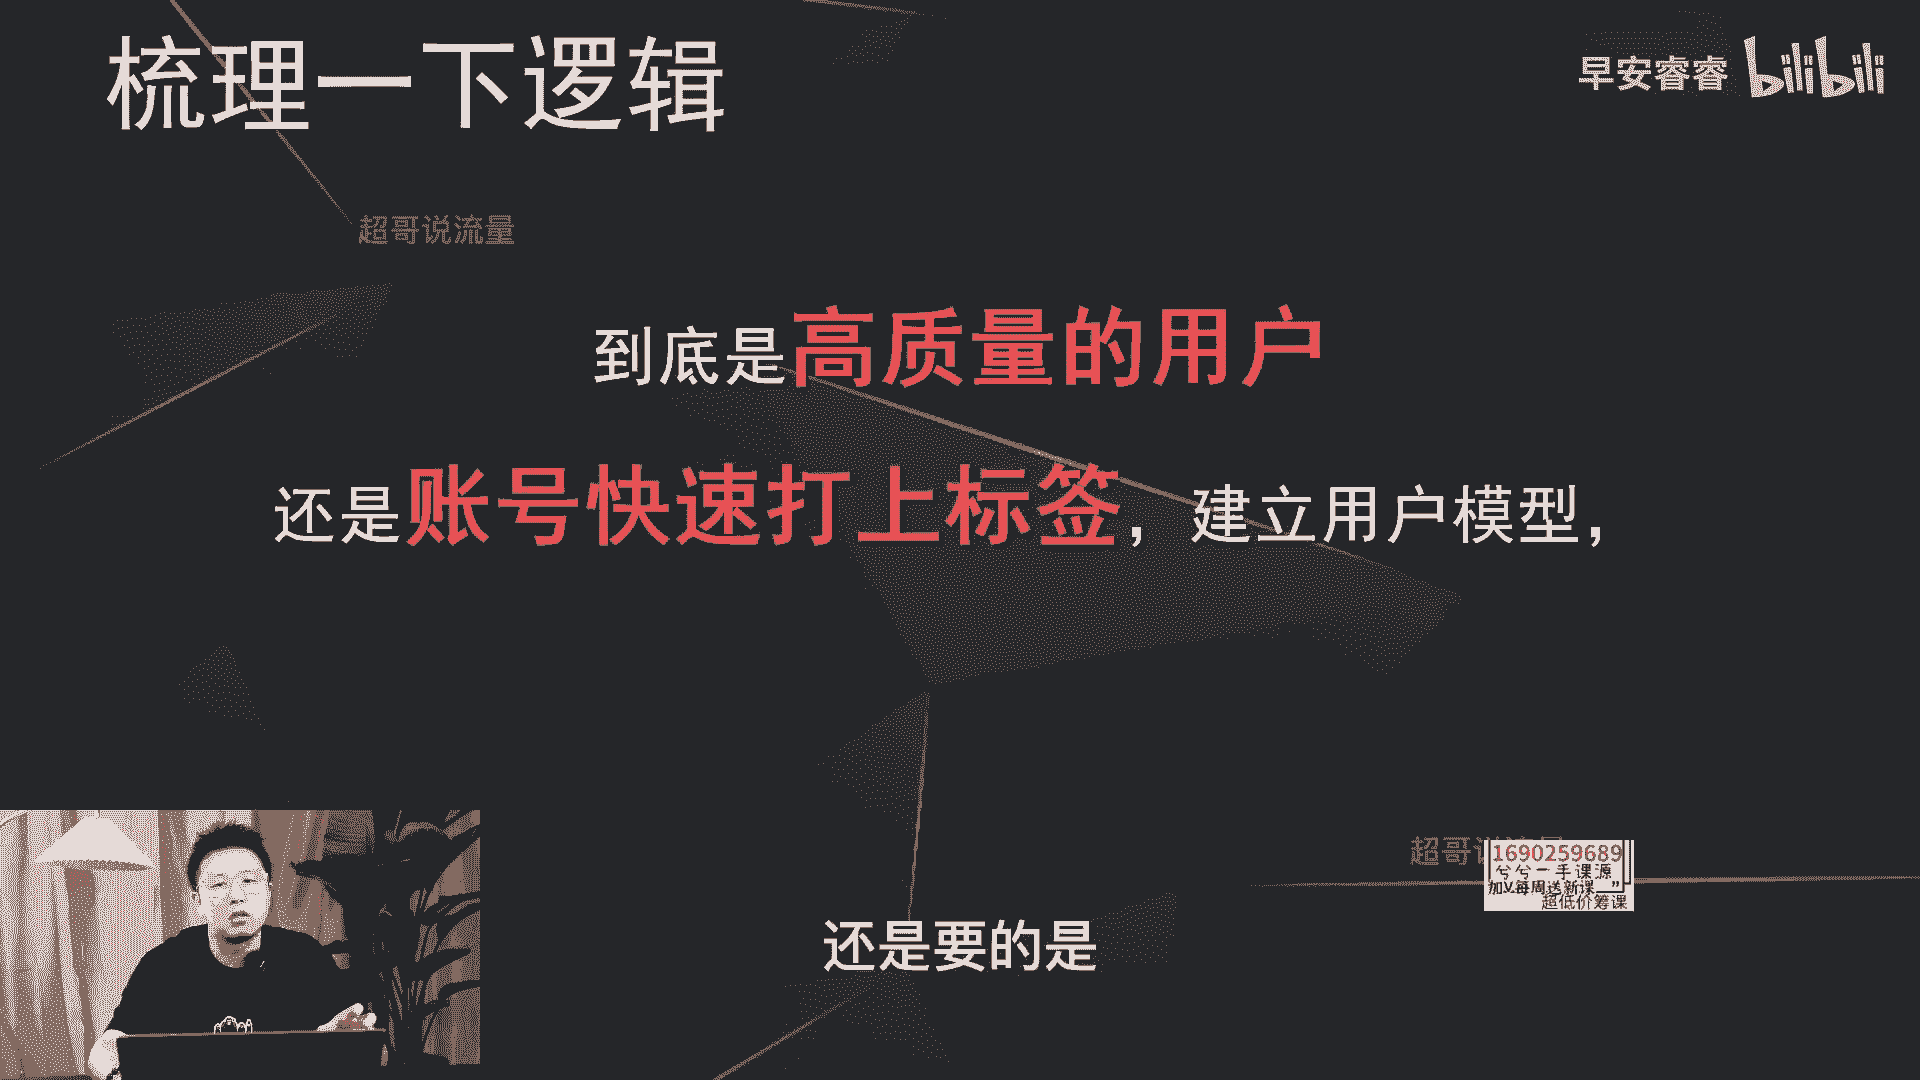 梳理一下逻辑
早安睿睿 bilibili
超哥说流量
到底是高质量的用户
还是账号快速打上标签，建立用户模型，
超哥说流量
1690259689
兮兮一手课源
加V每周送新课
超低价筹课
还是要的是